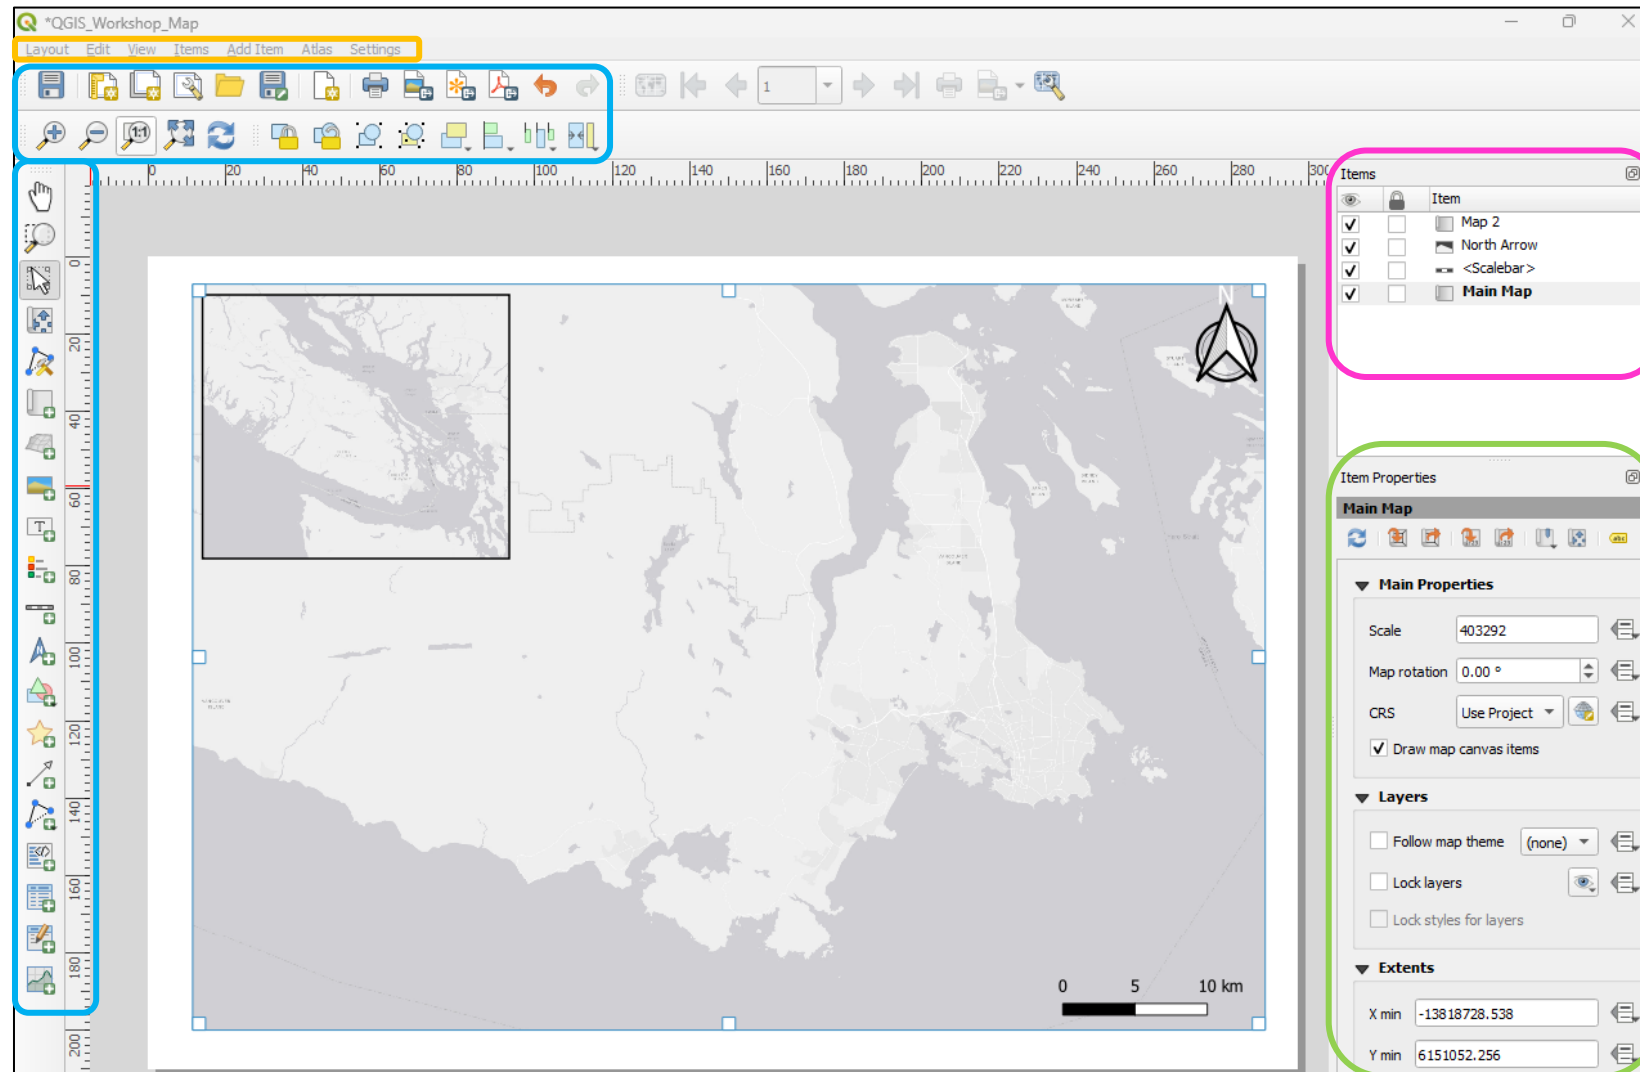 *QGIS_Workshop_Map
Layout Edit View Items Add Item Atlas Settings
1
1:1
0 20 40 60 80 100 120 140 160 180 200 220 240 260 280 300
0
20
40
60
80
100
120
140
160
180
200
N
0 5 10 km
Items
Item
Map 2
North Arrow
<Scalebar>
Main Map
Item Properties
Main Map
abc
Main Properties
Scale 403292
Map rotation 0.00 °
CRS Use Project
Draw map canvas items
Layers
Follow map theme (none)
Lock layers
Lock styles for layers
Extents
X min -13818728.538
Y min 6151052.256